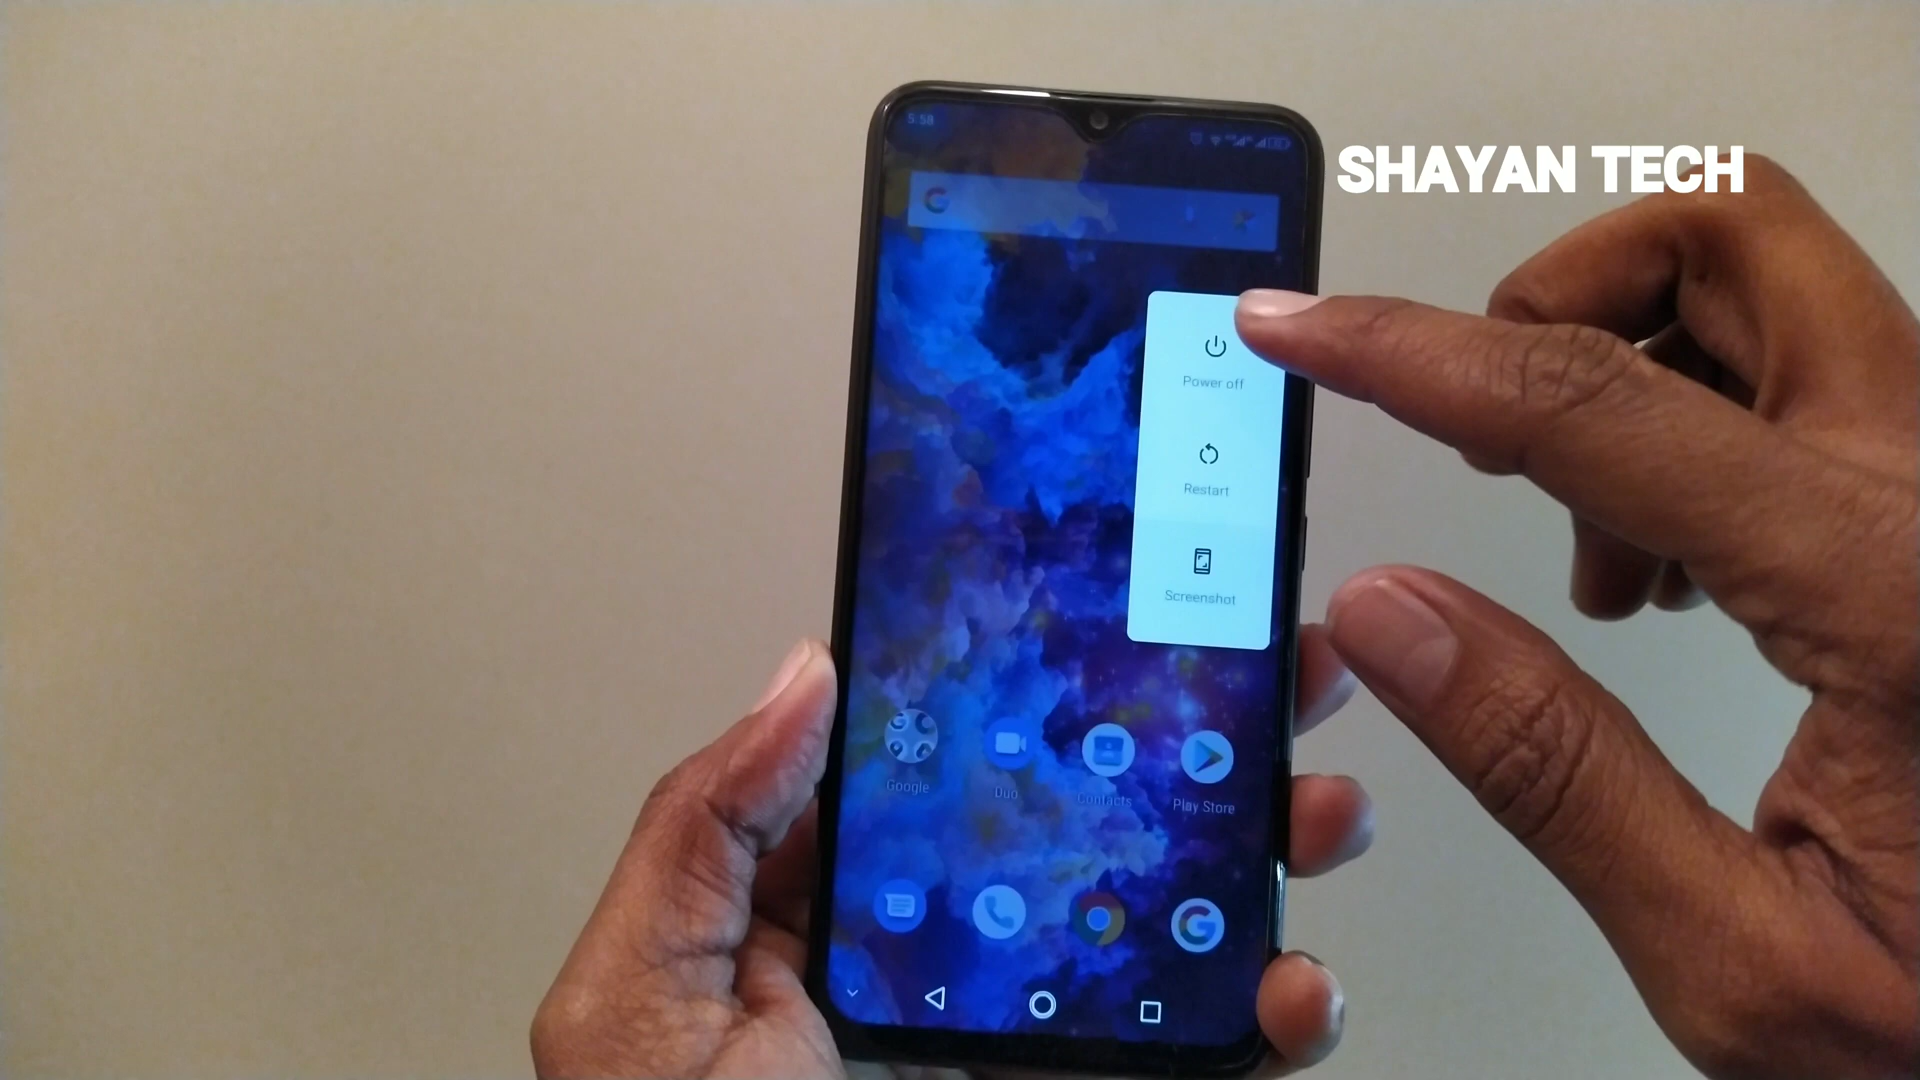 SHAYAN TECH
5:58
Power off
Restart
Screenshot
Google
Duo
Contacts
Play Store